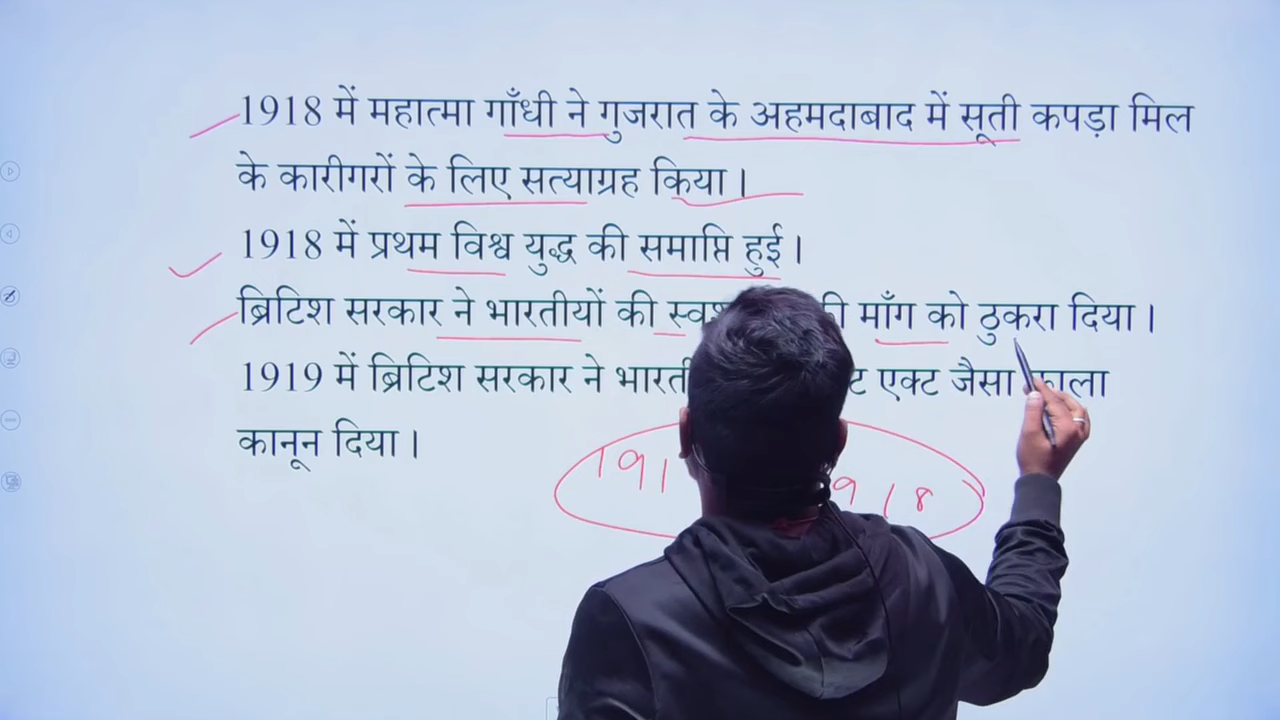 1918 में महात्मा गाँधी ने गुजरात के अहमदाबाद में सूती कपड़ा मिल
के कारीगरों के लिए सत्याग्रह किया।
1918 में प्रथम विश्व युद्ध की समाप्ति हुई।
ब्रिटिश सरकार ने भारतीयों की माँग को ठुकरा दिया।
1919 में ब्रिटिश सरकार ने एक्ट जैसा काला
कानून दिया।